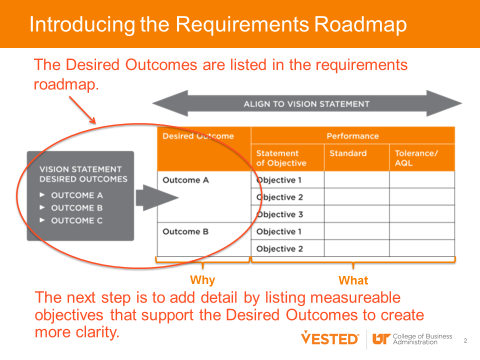 Introducing the Requirements Roadmap
The Desired Outcomes are listed in the requirements
roadmap.
ALIGN TO VISION STATEMENT
VISION STATEMENT
DESIRED OUTCOMES
► OUTCOME A
► OUTCOME B
► OUTCOME C
Desired Outcome
Performance
Statement
of Objective
Standard
Tolerance/
AQL
Outcome A
Objective 1
Objective 2
Objective 3
Outcome B
Objective 1
Objective 2
Why
What
The next step is to add detail by listing measureable
objectives that support the Desired Outcomes to create
more clarity.
VESTED
UT
College of Business
Administration
2